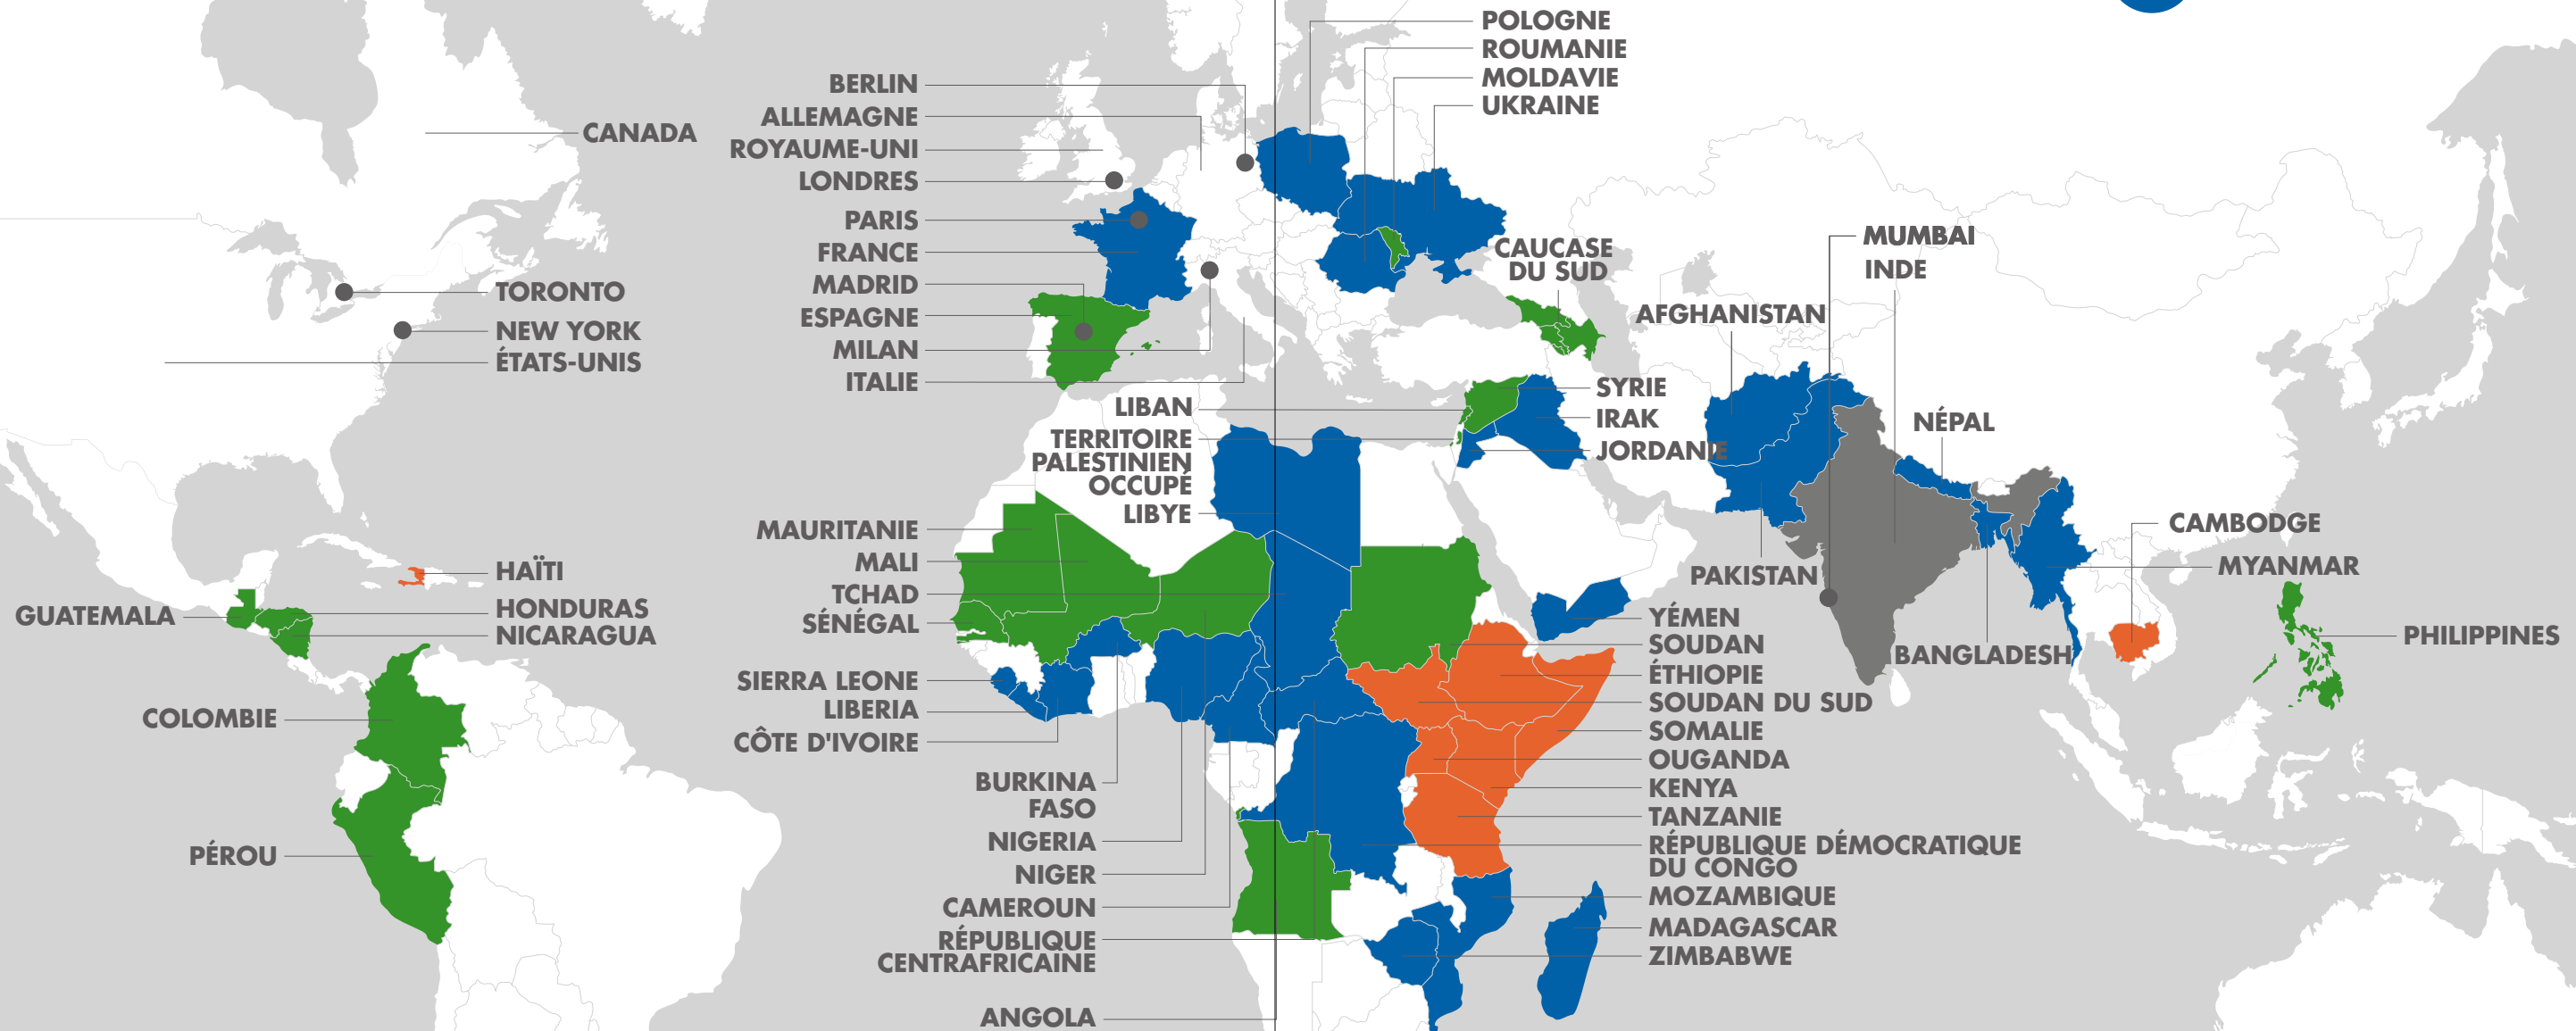 CANADA
TORONTO
NEW YORK
ÉTATS-UNIS
HAÏTI
GUATEMALA
HONDURAS
NICARAGUA
COLOMBIE
PÉROU
BERLIN
ALLEMAGNE
ROYAUME-UNI
LONDRES
PARIS
FRANCE
MADRID
ESPAGNE
MILAN
ITALIE
LIBAN
TERRITOIRE
PALESTINIEN
OCCUPÉ
LIBYE
MAURITANIE
MALI
TCHAD
SÉNÉGAL
SIERRA LEONE
LIBERIA
CÔTE D'IVOIRE
BURKINA
FASO
NIGERIA
NIGER
CAMEROUN
RÉPUBLIQUE
CENTRAFRICAINE
ANGOLA
POLOGNE
ROUMANIE
MOLDAVIE
UKRAINE
CAUCASE
DU SUD
SYRIE
IRAK
JORDANIE
AFGHANISTAN
MUMBAI
INDE
NÉPAL
PAKISTAN
BANGLADESH
CAMBODGE
MYANMAR
PHILIPPINES
YÉMEN
SOUDAN
ÉTHIOPIE
SOUDAN DU SUD
SOMALIE
OUGANDA
KENYA
TANZANIE
RÉPUBLIQUE DÉMOCRATIQUE
DU CONGO
MOZAMBIQUE
MADAGASCAR
ZIMBABWE